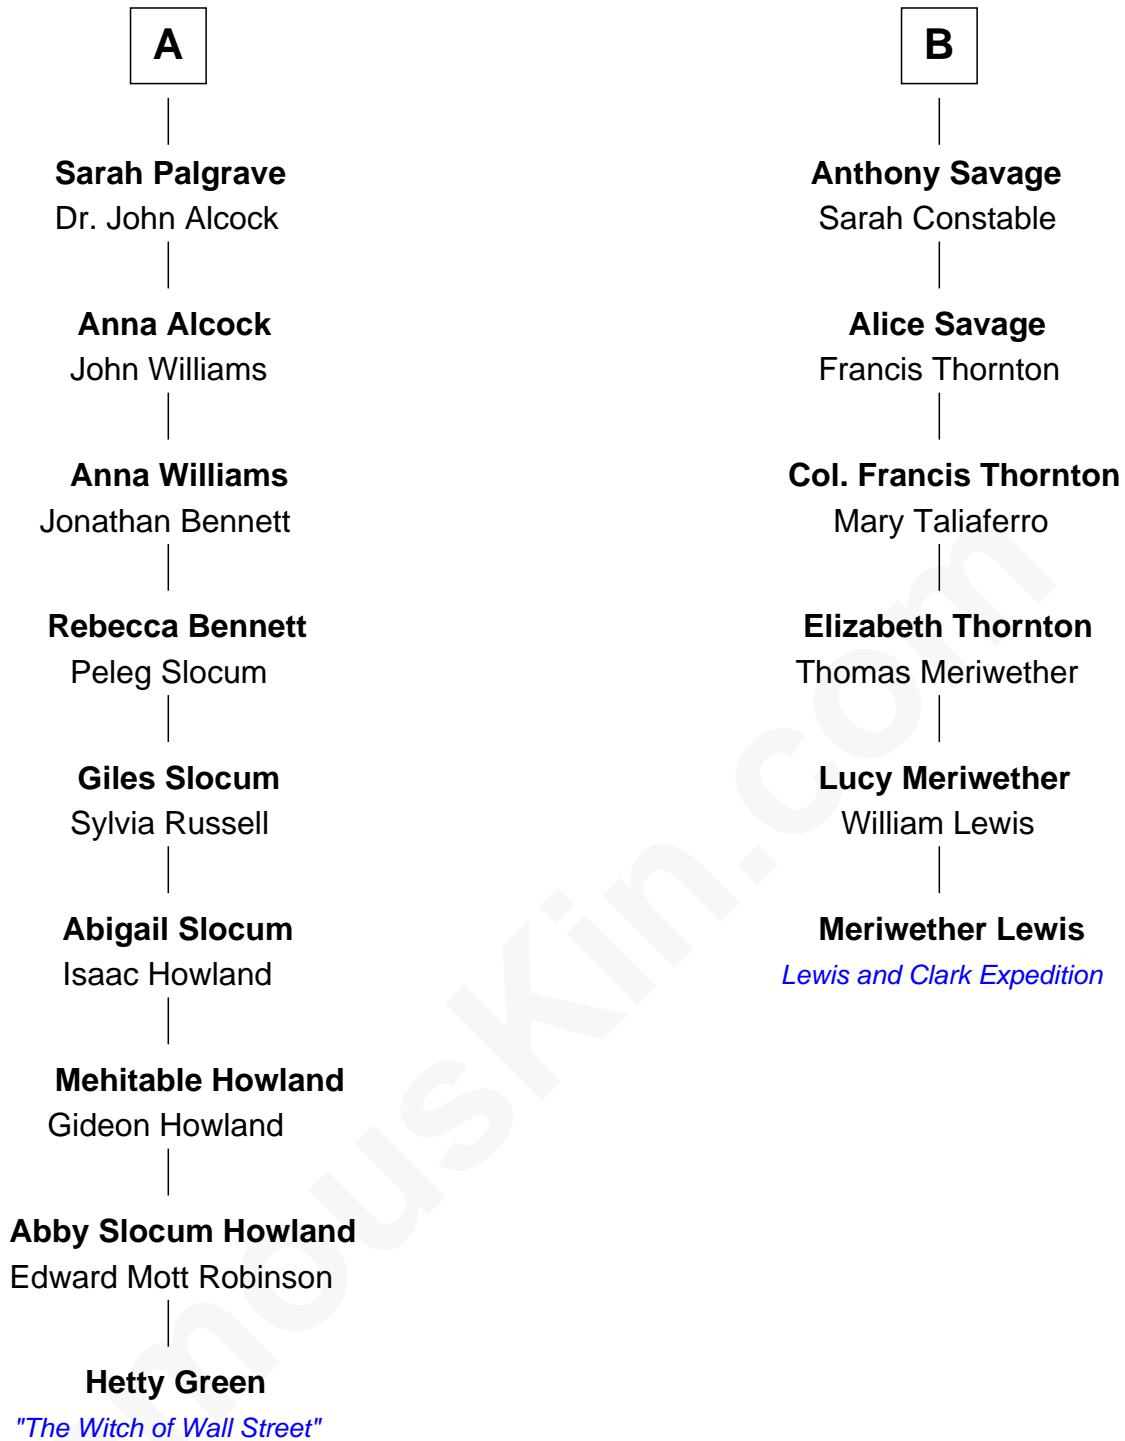 A
Sarah Palgrave
Dr. John Alcock
Anna Alcock
John Williams
Anna Williams
Jonathan Bennett
Rebecca Bennett
Peleg Slocum
Giles Slocum
Sylvia Russell
Abigail Slocum
Isaac Howland
Mehitable Howland
Gideon Howland
Abby Slocum Howland
Edward Mott Robinson
Hetty Green
"The Witch of Wall Street"
B
Anthony Savage
Sarah Constable
Alice Savage
Francis Thornton
Col. Francis Thornton
Mary Taliaferro
Elizabeth Thornton
Thomas Meriwether
Lucy Meriwether
William Lewis
Meriwether Lewis
Lewis and Clark Expedition
mousKin.com